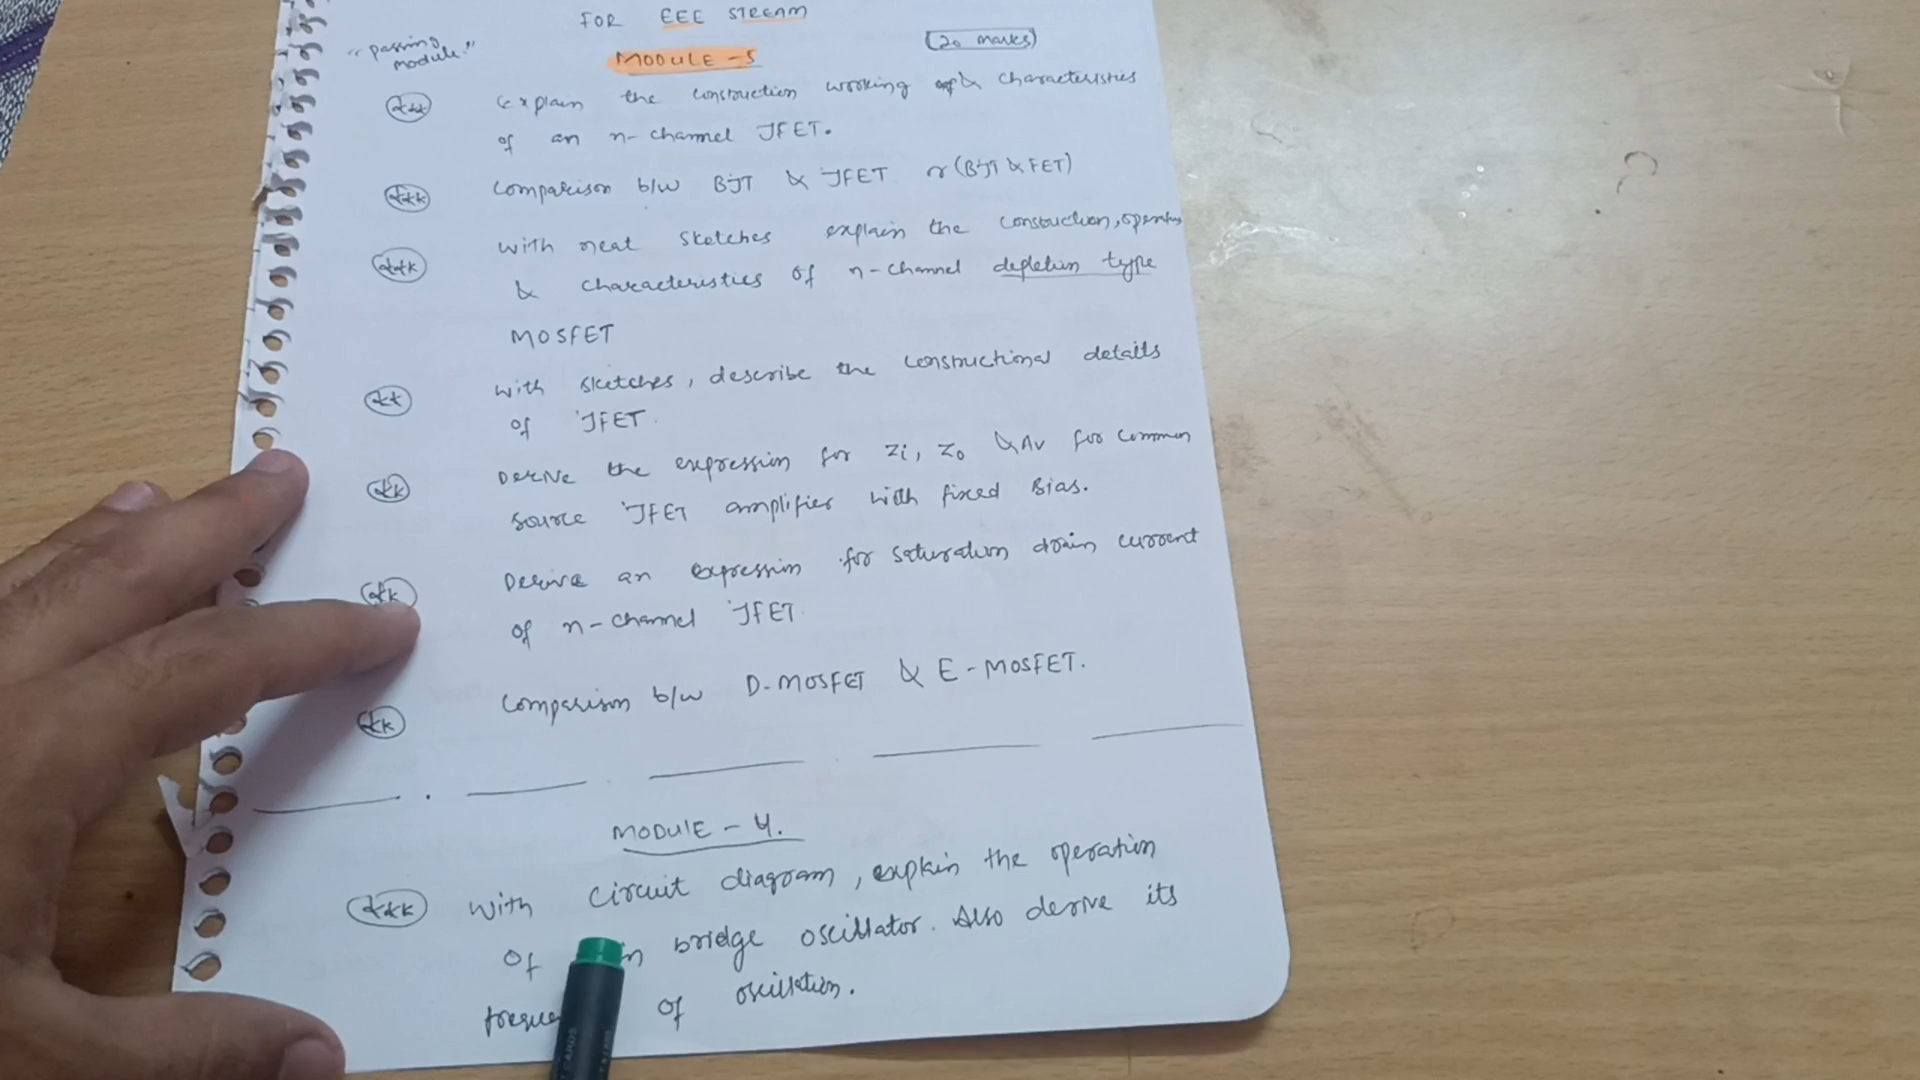 FOR EEE STREAM
"passing module."
MODULE - 5
(20 marks)
explain the construction working & characteristics
of an n-channel JFET.
Comparison b/w BJT & JFET or (BJT & FET)
with neat sketches explain the construction,
& characteristics of n-channel depletion type
MOSFET
with sketches, describe the constructional details
of JFET.
Derive the expression for Zi, Zo & Av for common
source JFET amplifier with fixed Bias.
Derive an expression for saturation drain current
of n-channel JFET.
Comparison b/w D-MOSFET & E-MOSFET.
MODULE - 4.
With circuit diagram, explain the operation
of bridge oscillator. Also derive its
of oscillation.